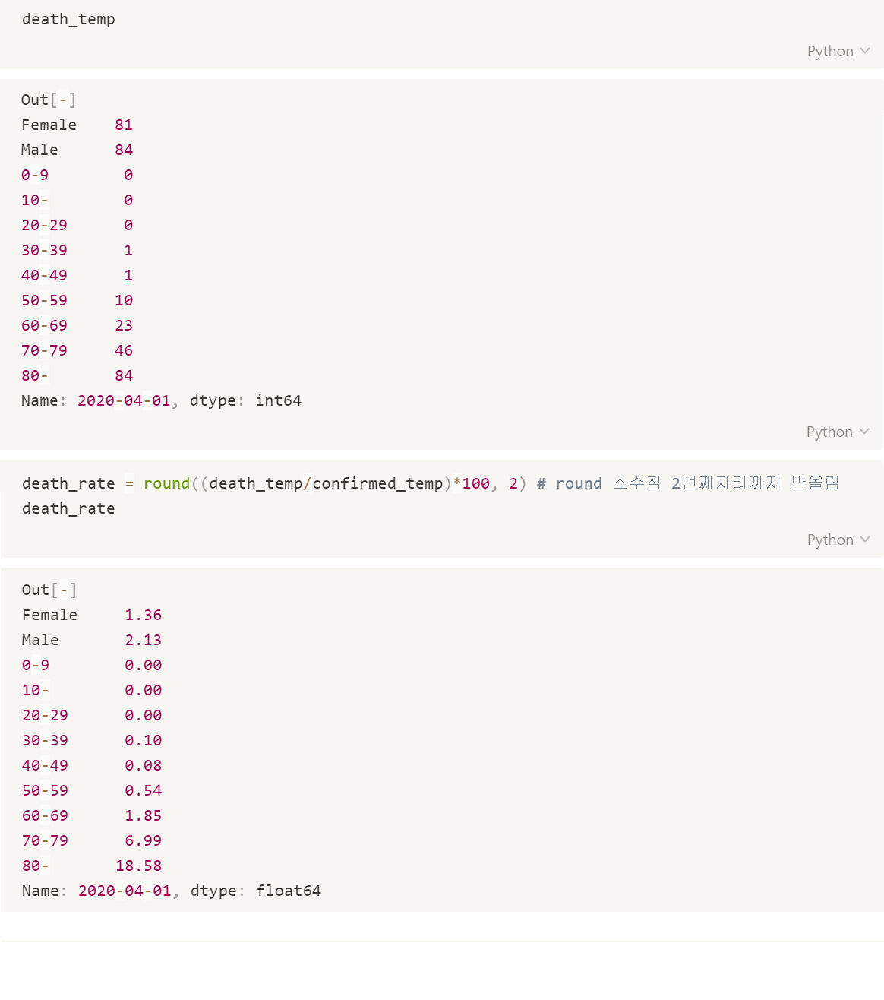 death_temp
Python
Out[-]
Female    81
Male      84
0-9        0
10-        0
20-29      0
30-39      1
40-49      1
50-59     10
60-69     23
70-79     46
80-       84
Name: 2020-04-01, dtype: int64
Python
death_rate = round((death_temp/confirmed_temp)*100, 2) # round 소수점 2번째자리까지 반올림
death_rate
Python
Out[-]
Female     1.36
Male       2.13
0-9        0.00
10-        0.00
20-29      0.00
30-39      0.10
40-49      0.08
50-59      0.54
60-69      1.85
70-79      6.99
80-       18.58
Name: 2020-04-01, dtype: float64